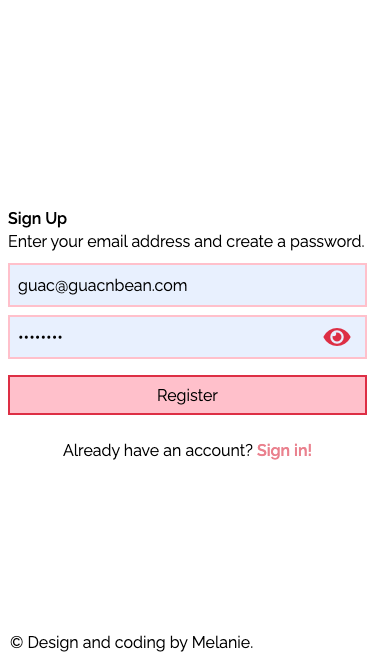 Sign Up
Enter your email address and create a password.
guac@guacnbean.com
••••••••
Register
Already have an account? Sign in!
© Design and coding by Melanie.